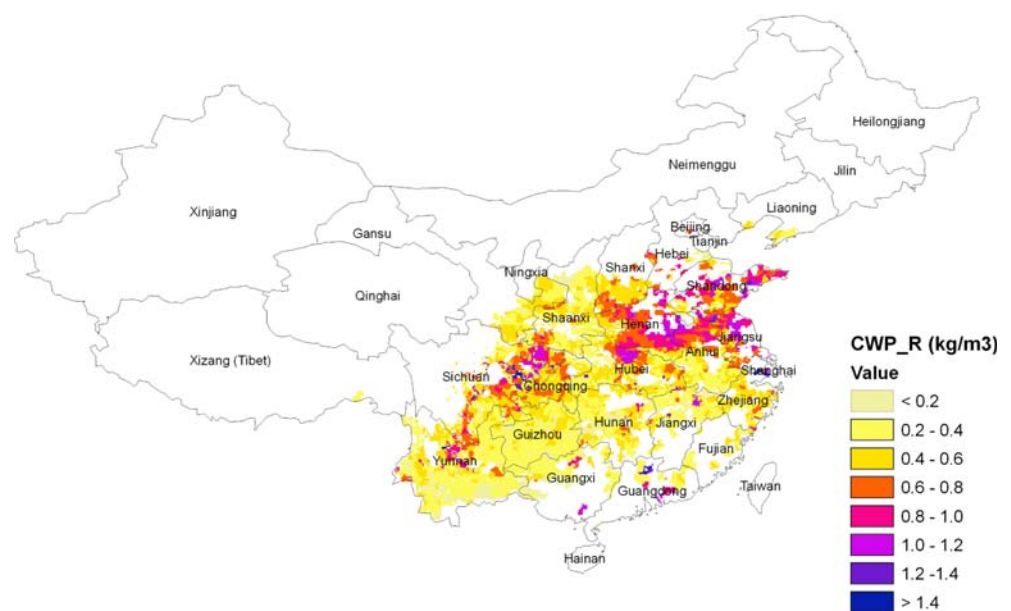 Heilongjiang
Neimenggu
Jilin
Xinjiang
Liaoning
Beijing
Gansu
Tianjin
Hebei
Shanxi
Ningxia
Shandong
Qinghai
Shaanxi
Henan
Jiangsu
CWP_R (kg/m3)
Anhui
Xizang (Tibet)
Hubei
Shanghai
Value
Sichuan
Chongqing
< 0.2
Zhejiang
Hunan
Jiangxi
0.2 - 0.4
Guizhou
Fujian
0.4 - 0.6
Yunnan
Guangxi
Guangdong
Taiwan
0.6 - 0.8
0.8 - 1.0
1.0 - 1.2
Hainan
1.2 -1.4
> 1.4